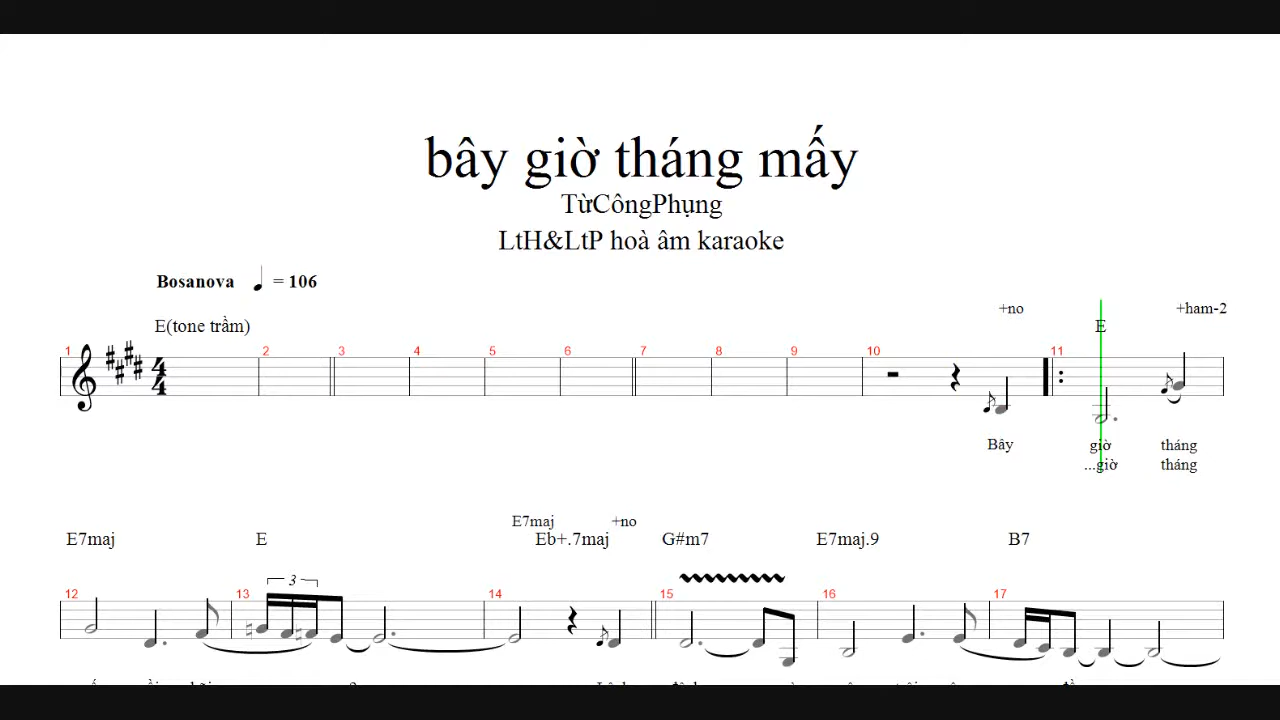 bây giờ tháng mấy
TừCôngPhụng
LtH&LtP hoà âm karaoke
Bosanova = 106
+no +ham-2
E(tone trầm) E
1 2 3 4 5 6 7 8 9 10 11
4
4
Bây giờ tháng
...giờ tháng
E7maj +no
E7maj E Eb+.7maj G#m7 E7maj.9 B7
3
12 13 14 15 16 17